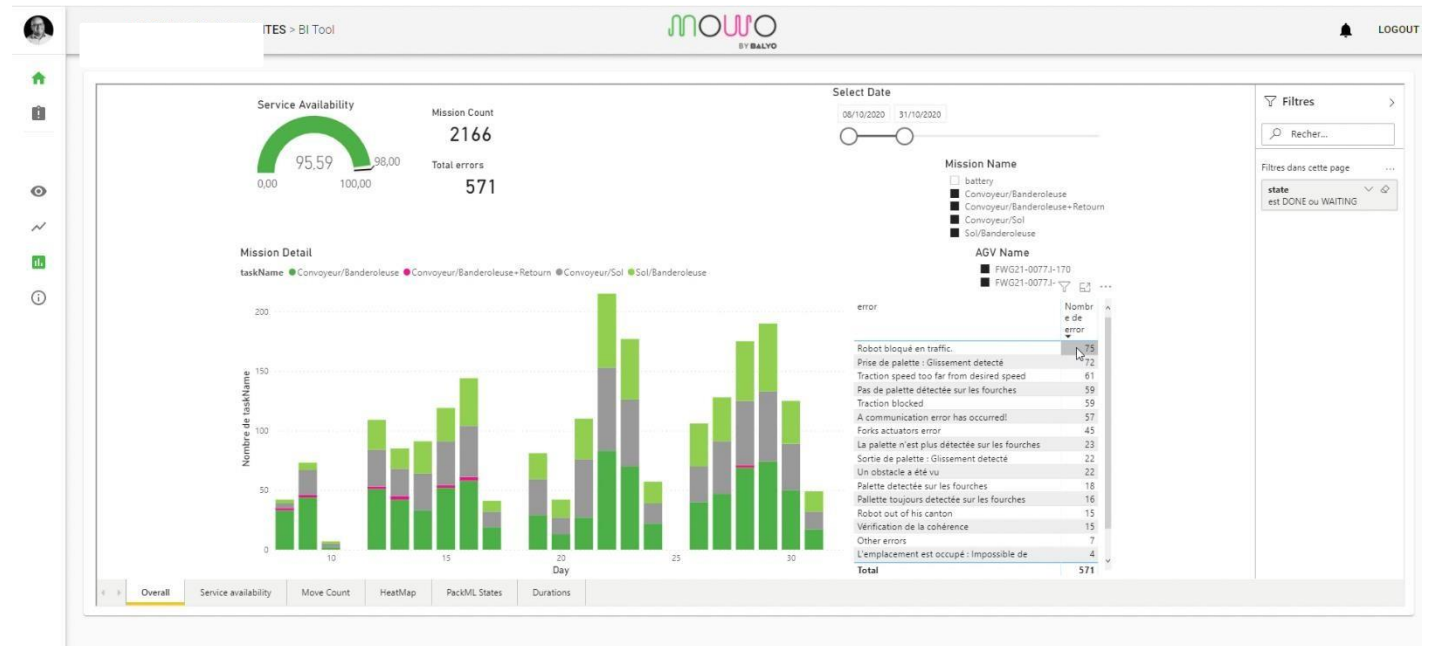 ITES > BI Tool
MOWO
BY BALYO
LOGOUT
Service Availability
95,59
98,00
0,00
100,00
Mission Count
2166
Total errors
571
Select Date
08/10/2020
31/10/2020
Mission Name
battery
Convoyeur/Banderoleuse
Convoyeur/Banderoleuse+Retourn
Convoyeur/Sol
Sol/Banderoleuse
AGV Name
FWG21-0077J-170
FWG21-0077J-
Filtres
Recher...
Filtres dans cette page
...
state
est DONE ou WAITING
Mission Detail
taskName Convoyeur/Banderoleuse Convoyeur/Banderoleuse+Retourn Convoyeur/Sol Sol/Banderoleuse
Nombre de taskName
200
150
100
50
0
10
15
20
25
30
Day
error
Nombr
e de
error
Robot bloqué en traffic. 75
Prise de palette : Glissement detecté 72
Traction speed too far from desired speed 61
Pas de palette détectée sur les fourches 59
Traction blocked 59
A communication error has occurred! 57
Forks actuators error 45
La palette n'est plus détectée sur les fourches 23
Sortie de palette : Glissement detecté 22
Un obstacle a été vu 22
Palette detectée sur les fourches 18
Pallette toujours detectée sur les fourches 16
Robot out of his canton 15
Vérification de la cohérence 15
Other errors 7
L'emplacement est occupé : Impossible de 4
Total 571
Overall
Service availability
Move Count
HeatMap
PackML States
Durations